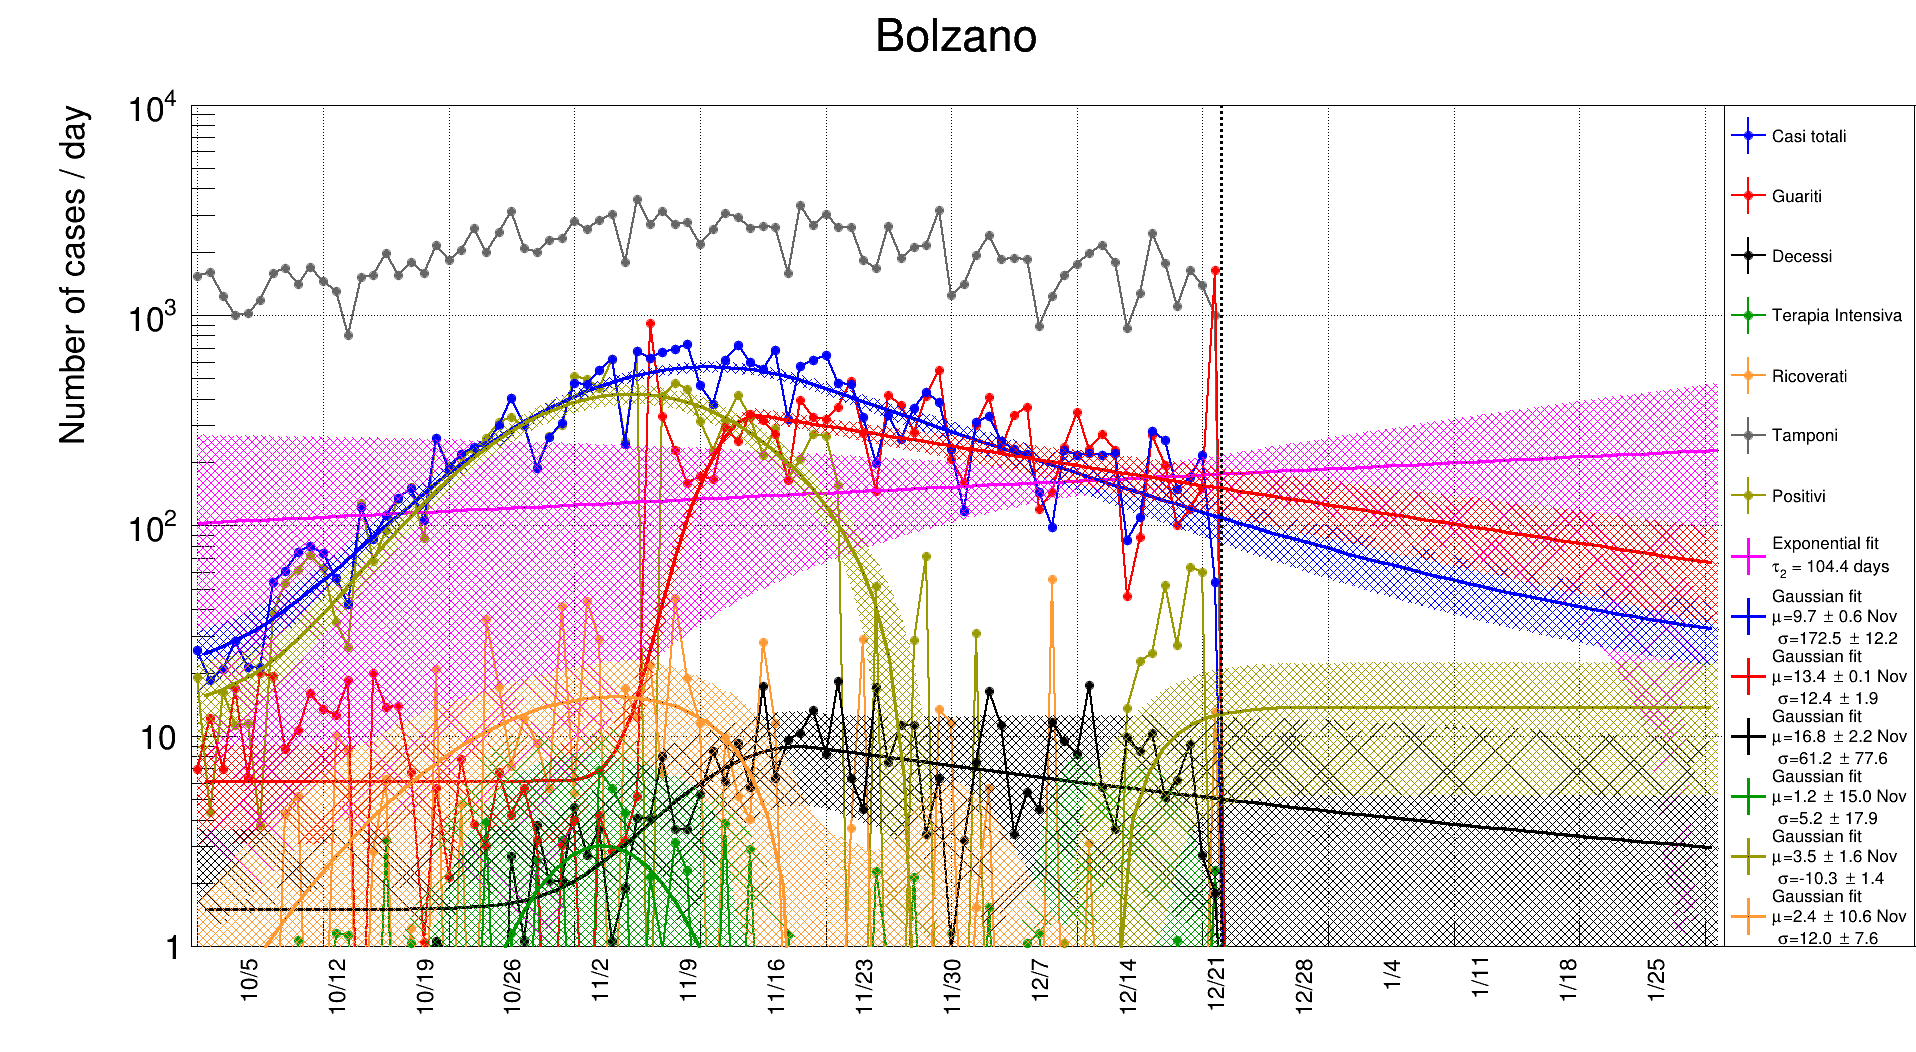 Bolzano
Number of cases / day
10⁴
10³
10²
10
1
10/5
10/12
10/19
10/26
11/2
11/9
11/16
11/23
11/30
12/7
12/14
12/21
12/28
1/4
1/11
1/18
1/25
Casi totali
Guariti
Decessi
Terapia Intensiva
Ricoverati
Tamponi
Positivi
Exponential fit
τ₂ = 104.4 days
Gaussian fit
μ=9.7 ± 0.6 Nov
σ=172.5 ± 12.2
Gaussian fit
μ=13.4 ± 0.1 Nov
σ=12.4 ± 1.9
Gaussian fit
μ=16.8 ± 2.2 Nov
σ=61.2 ± 77.6
Gaussian fit
μ=1.2 ± 15.0 Nov
σ=5.2 ± 17.9
Gaussian fit
μ=3.5 ± 1.6 Nov
σ=-10.3 ± 1.4
Gaussian fit
μ=2.4 ± 10.6 Nov
σ=12.0 ± 7.6